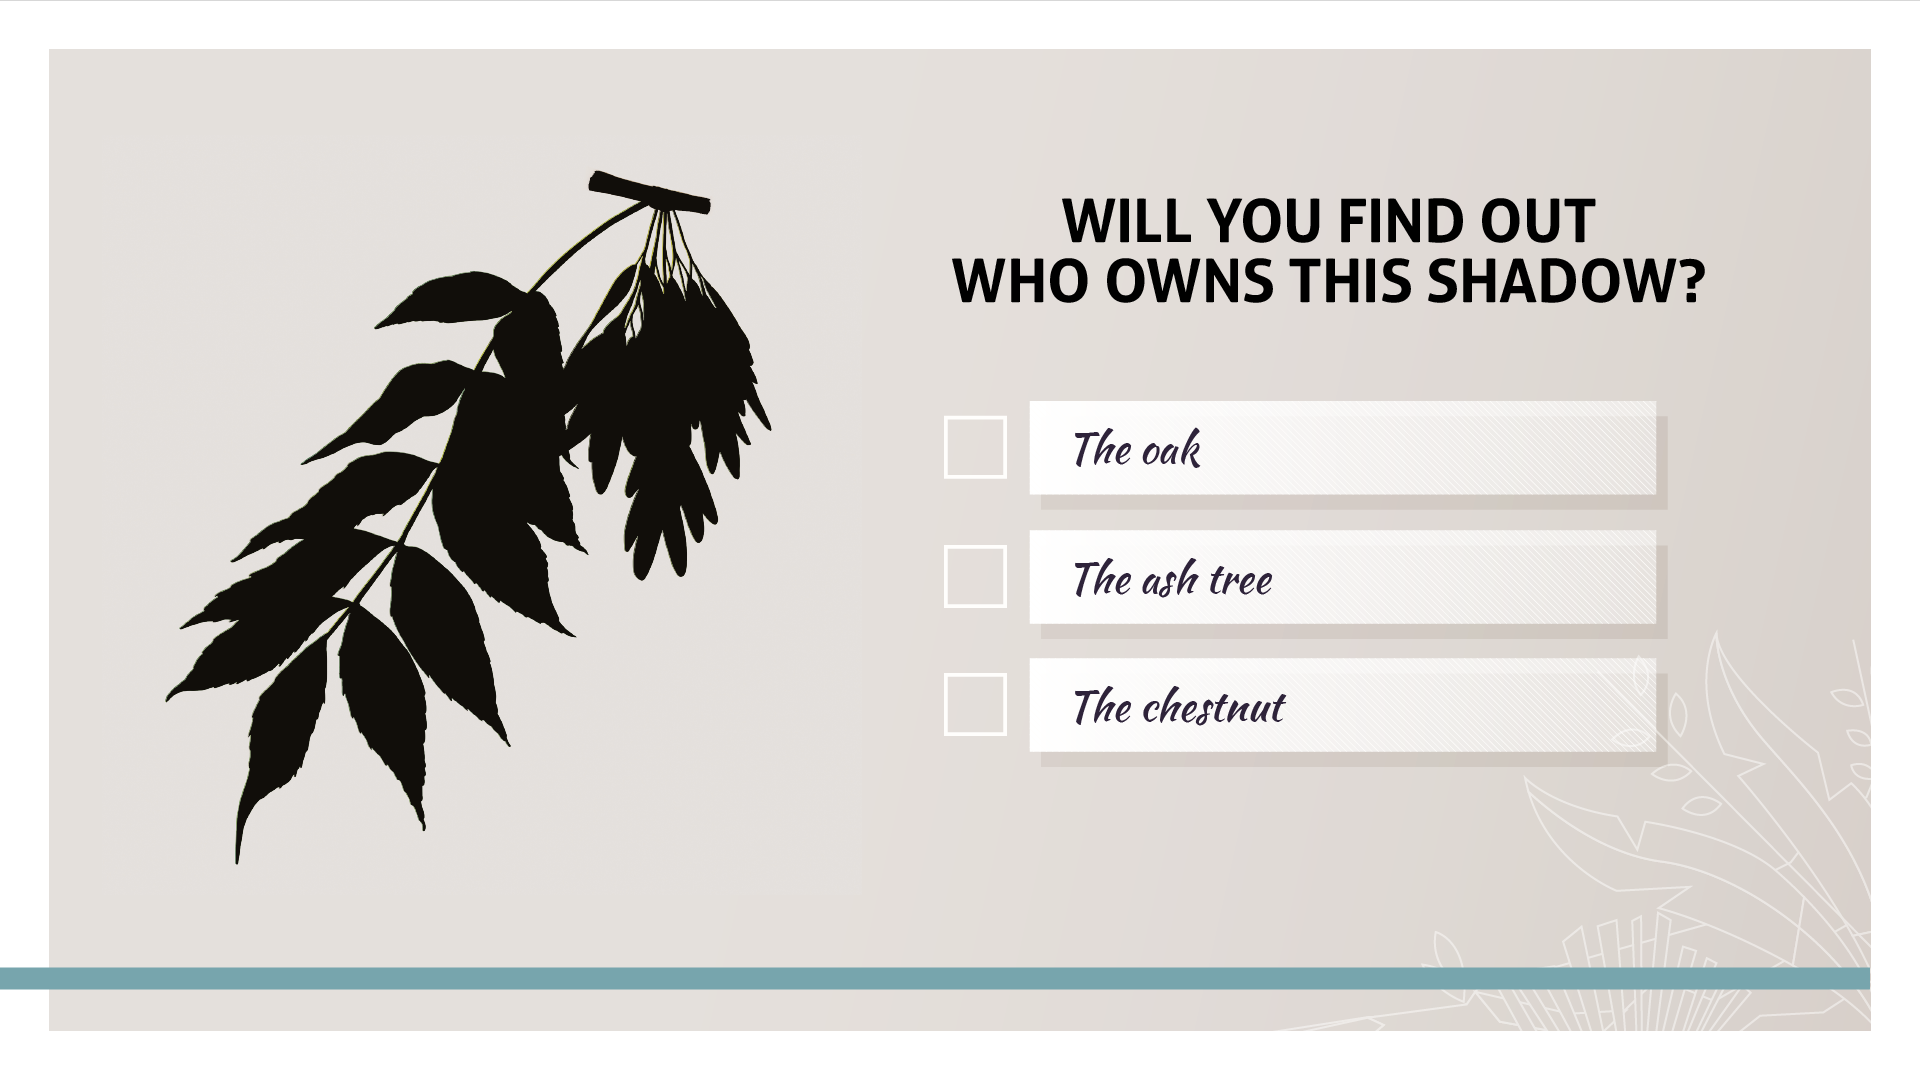 WILL YOU FIND OUT
WHO OWNS THIS SHADOW?
The oak
The ash tree
The chestnut